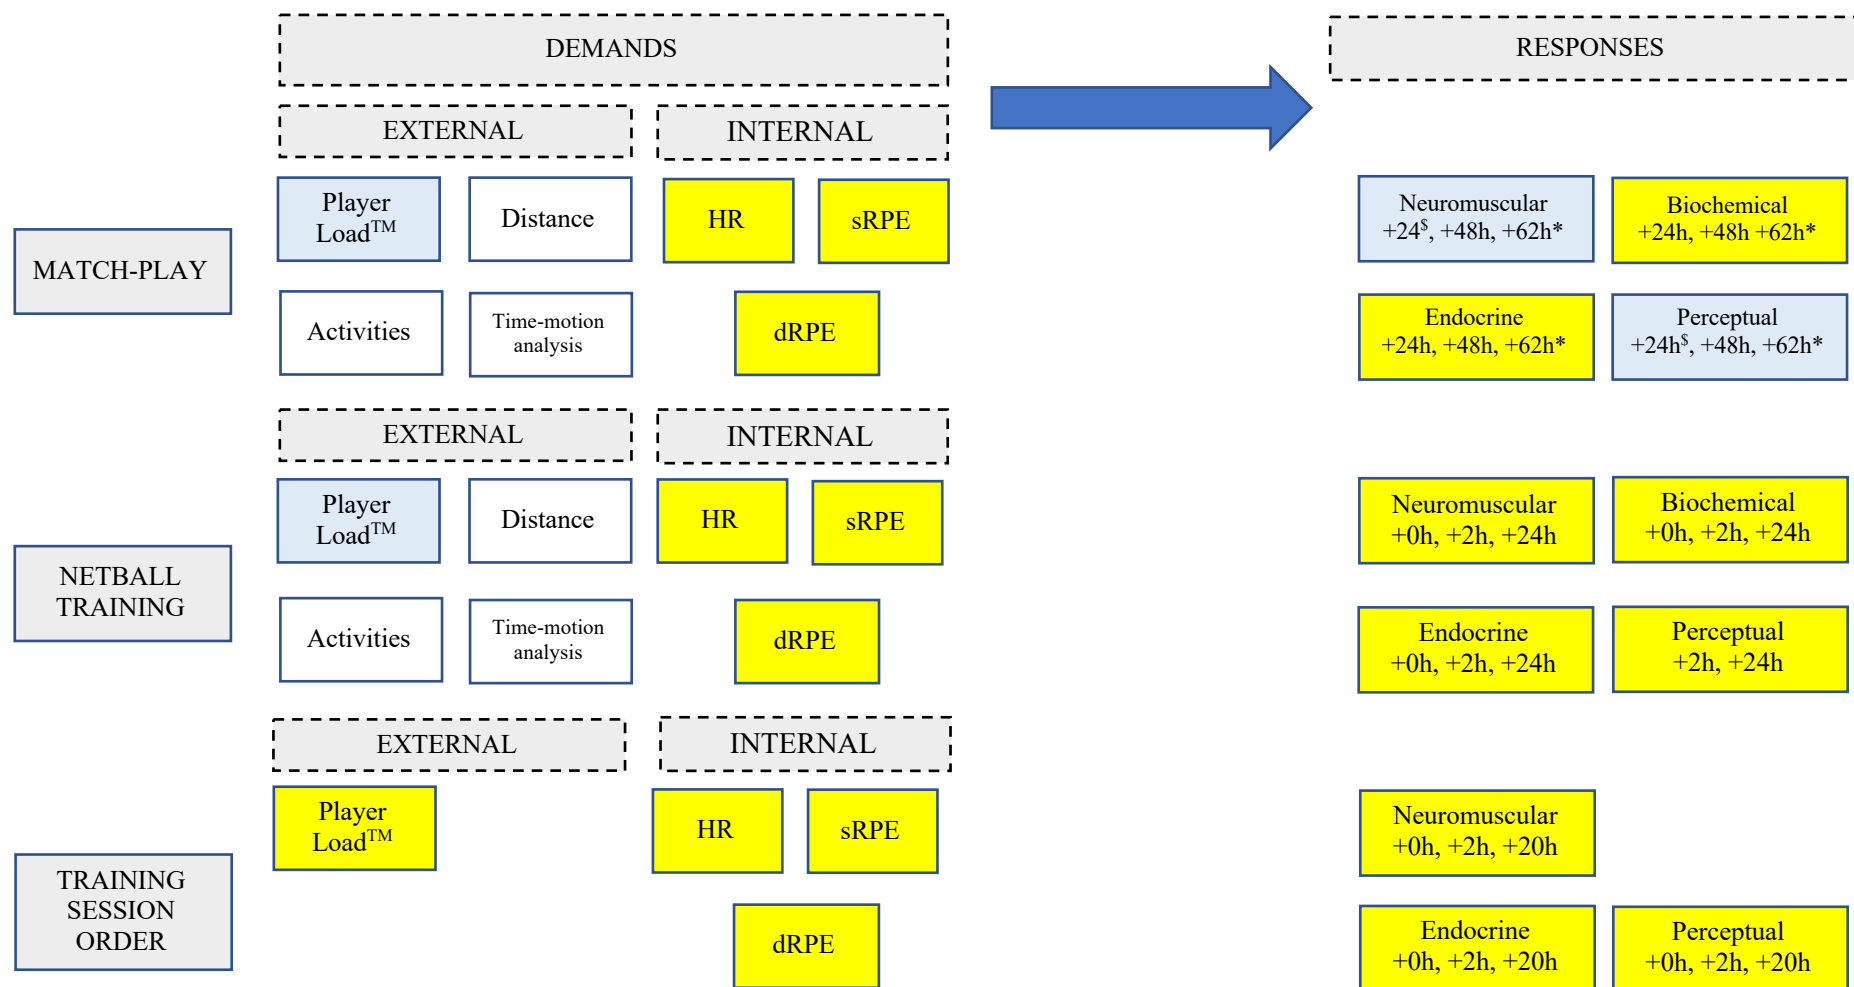 DEMANDS
RESPONSES
EXTERNAL
INTERNAL
MATCH-PLAY
Player
Load™
Distance
HR
sRPE
Neuromuscular
+24$, +48h, +62h*
Biochemical
+24h, +48h +62h*
Activities
Time-motion
analysis
dRPE
Endocrine
+24h, +48h, +62h*
Perceptual
+24h$, +48h, +62h*
EXTERNAL
INTERNAL
NETBALL
TRAINING
Player
Load™
Distance
HR
sRPE
Neuromuscular
+0h, +2h, +24h
Biochemical
+0h, +2h, +24h
Activities
Time-motion
analysis
dRPE
Endocrine
+0h, +2h, +24h
Perceptual
+2h, +24h
EXTERNAL
INTERNAL
TRAINING
SESSION
ORDER
Player
Load™
HR
sRPE
Neuromuscular
+0h, +2h, +20h
dRPE
Endocrine
+0h, +2h, +20h
Perceptual
+0h, +2h, +20h